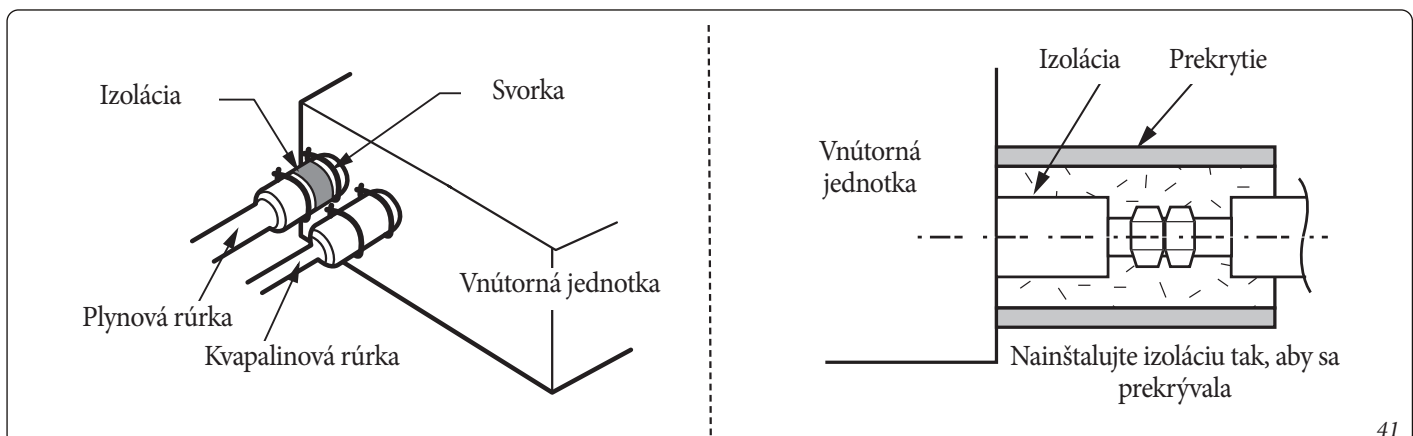 Izolácia
Svorka
Vnútorná jednotka
Plynová rúrka
Kvapalinová rúrka
Izolácia
Prekrytie
Vnútorná
jednotka
Nainštalujte izoláciu tak, aby sa
prekrývala
41